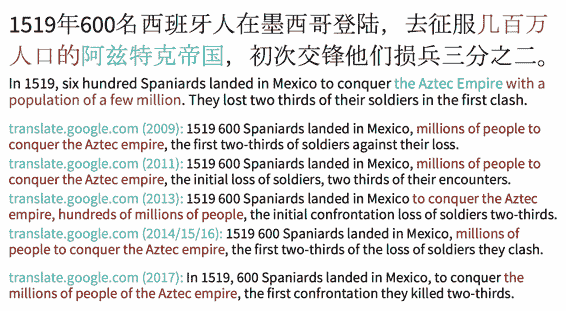 1519年600名西班牙人在墨西哥登陆，去征服几百万
人口的阿兹特克帝国，初次交锋他们损兵三分之二。
In 1519, six hundred Spaniards landed in Mexico to conquer the Aztec Empire with a
population of a few million. They lost two thirds of their soldiers in the first clash.
translate.google.com (2009): 1519 600 Spaniards landed in Mexico, millions of people to
conquer the Aztec empire, the first two-thirds of soldiers against their loss.
translate.google.com (2011): 1519 600 Spaniards landed in Mexico, millions of people to
conquer the Aztec empire, the initial loss of soldiers, two thirds of their encounters.
translate.google.com (2013): 1519 600 Spaniards landed in Mexico to conquer the Aztec
empire, hundreds of millions of people, the initial confrontation loss of soldiers two-thirds.
translate.google.com (2014/15/16): 1519 600 Spaniards landed in Mexico, millions of
people to conquer the Aztec empire, the first two-thirds of the loss of soldiers they clash.
translate.google.com (2017): In 1519, 600 Spaniards landed in Mexico, to conquer the
millions of people of the Aztec empire, the first confrontation they killed two-thirds.